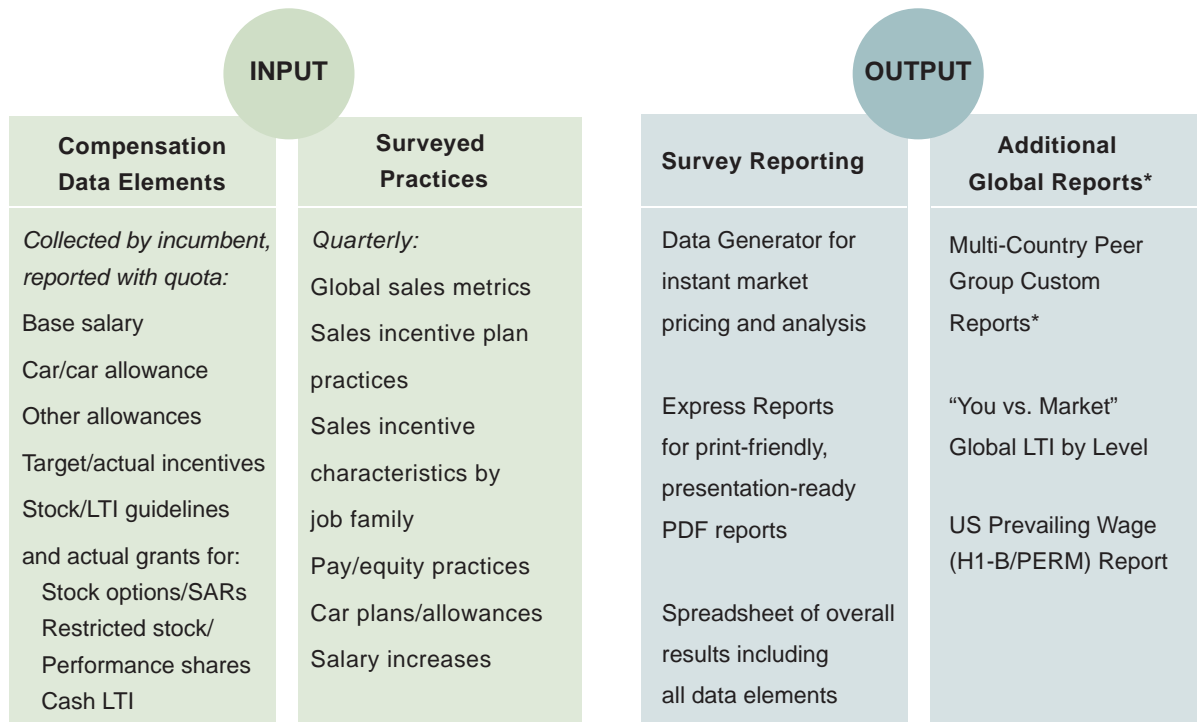 INPUT
Compensation
Data Elements
Collected by incumbent,
reported with quota:
Base salary
Car/car allowance
Other allowances
Target/actual incentives
Stock/LTI guidelines
and actual grants for:
Stock options/SARs
Restricted stock/
Performance shares
Cash LTI
Surveyed
Practices
Quarterly:
Global sales metrics
Sales incentive plan
practices
Sales incentive
characteristics by
job family
Pay/equity practices
Car plans/allowances
Salary increases
OUTPUT
Survey Reporting
Data Generator for
instant market
pricing and analysis
Express Reports
for print-friendly,
presentation-ready
PDF reports
Spreadsheet of overall
results including
all data elements
Additional
Global Reports*
Multi-Country Peer
Group Custom
Reports*
“You vs. Market”
Global LTI by Level
US Prevailing Wage
(H1-B/PERM) Report